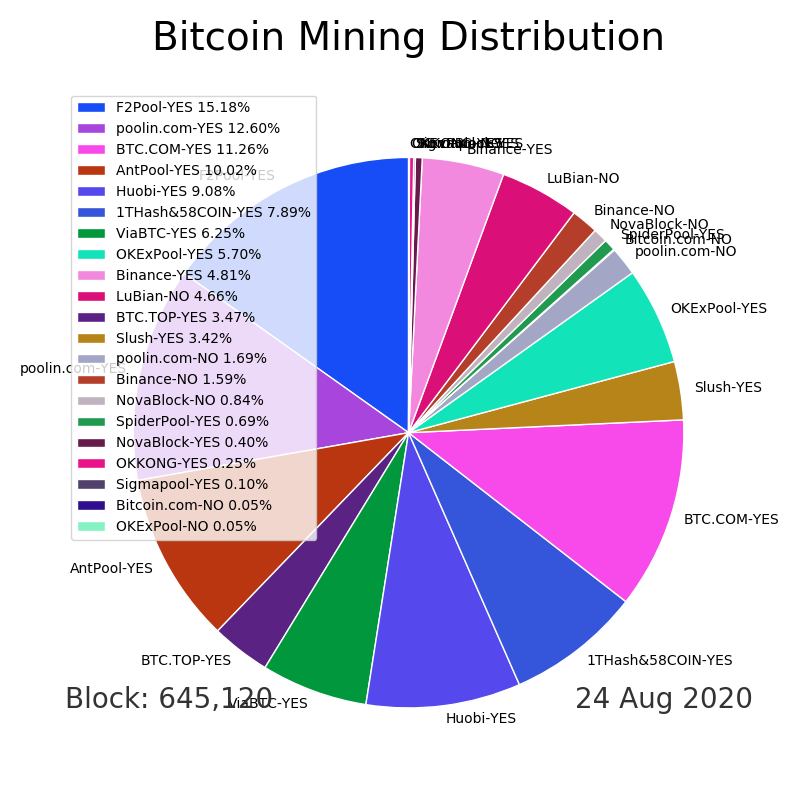 Bitcoin Mining Distribution
F2Pool-YES 15.18%
poolin.com-YES 12.60%
BTC.COM-YES 11.26%
AntPool-YES 10.02%
Huobi-YES 9.08%
1THash&58COIN-YES 7.89%
ViaBTC-YES 6.25%
OKExPool-YES 5.70%
Binance-YES 4.81%
LuBian-NO 4.66%
BTC.TOP-YES 3.47%
Slush-YES 3.42%
poolin.com-NO 1.69%
Binance-NO 1.59%
NovaBlock-NO 0.84%
SpiderPool-YES 0.69%
NovaBlock-YES 0.40%
OKKONG-YES 0.25%
Sigmapool-YES 0.10%
Bitcoin.com-NO 0.05%
OKExPool-NO 0.05%
Binance-YES
LuBian-NO
Binance-NO
NovaBlock-NO
SpiderPool-YES
Bitcoin.com-NO
poolin.com-NO
OKExPool-YES
Slush-YES
BTC.COM-YES
1THash&58COIN-YES
Huobi-YES
ViaBTC-YES
BTC.TOP-YES
AntPool-YES
poolin.com-YES
F2Pool-YES
Block: 645,120
24 Aug 2020